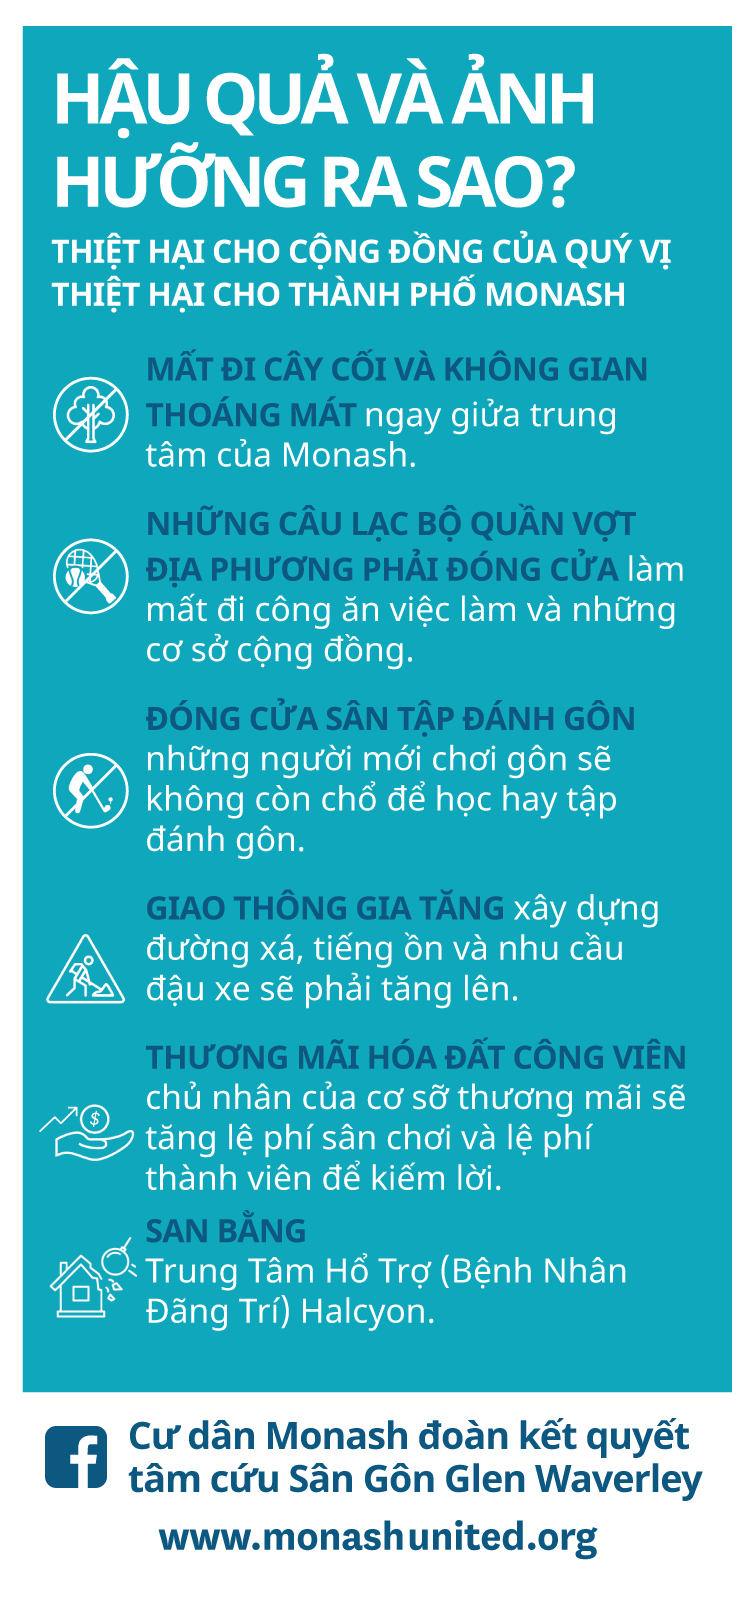 HẬU QUẢ VÀ ẢNH
HƯỠNG RA SAO?
THIỆT HẠI CHO CỘNG ĐỒNG CỦA QUÝ VỊ
THIỆT HẠI CHO THÀNH PHỐ MONASH
MẤT ĐI CÂY CỐI VÀ KHÔNG GIAN
THOÁNG MÁT ngay giửa trung
tâm của Monash.
NHỮNG CÂU LẠC BỘ QUẦN VỢT
ĐỊA PHƯƠNG PHẢI ĐÓNG CỬA làm
mất đi công ăn việc làm và những
cơ sở cộng đồng.
ĐÓNG CỬA SÂN TẬP ĐÁNH GÔN
những người mới chơi gôn sẽ
không còn chổ để học hay tập
đánh gôn.
GIAO THÔNG GIA TĂNG xây dựng
đường xá, tiếng ồn và nhu cầu
đậu xe sẽ phải tăng lên.
THƯƠNG MÃI HÓA ĐẤT CÔNG VIÊN
chủ nhân của cơ sỡ thương mãi sẽ
tăng lệ phí sân chơi và lệ phí
thành viên để kiếm lời.
SAN BẰNG
Trung Tâm Hổ Trợ (Bệnh Nhân
Đãng Trí) Halcyon.
Cư dân Monash đoàn kết quyết
tâm cứu Sân Gôn Glen Waverley
www.monashunited.org